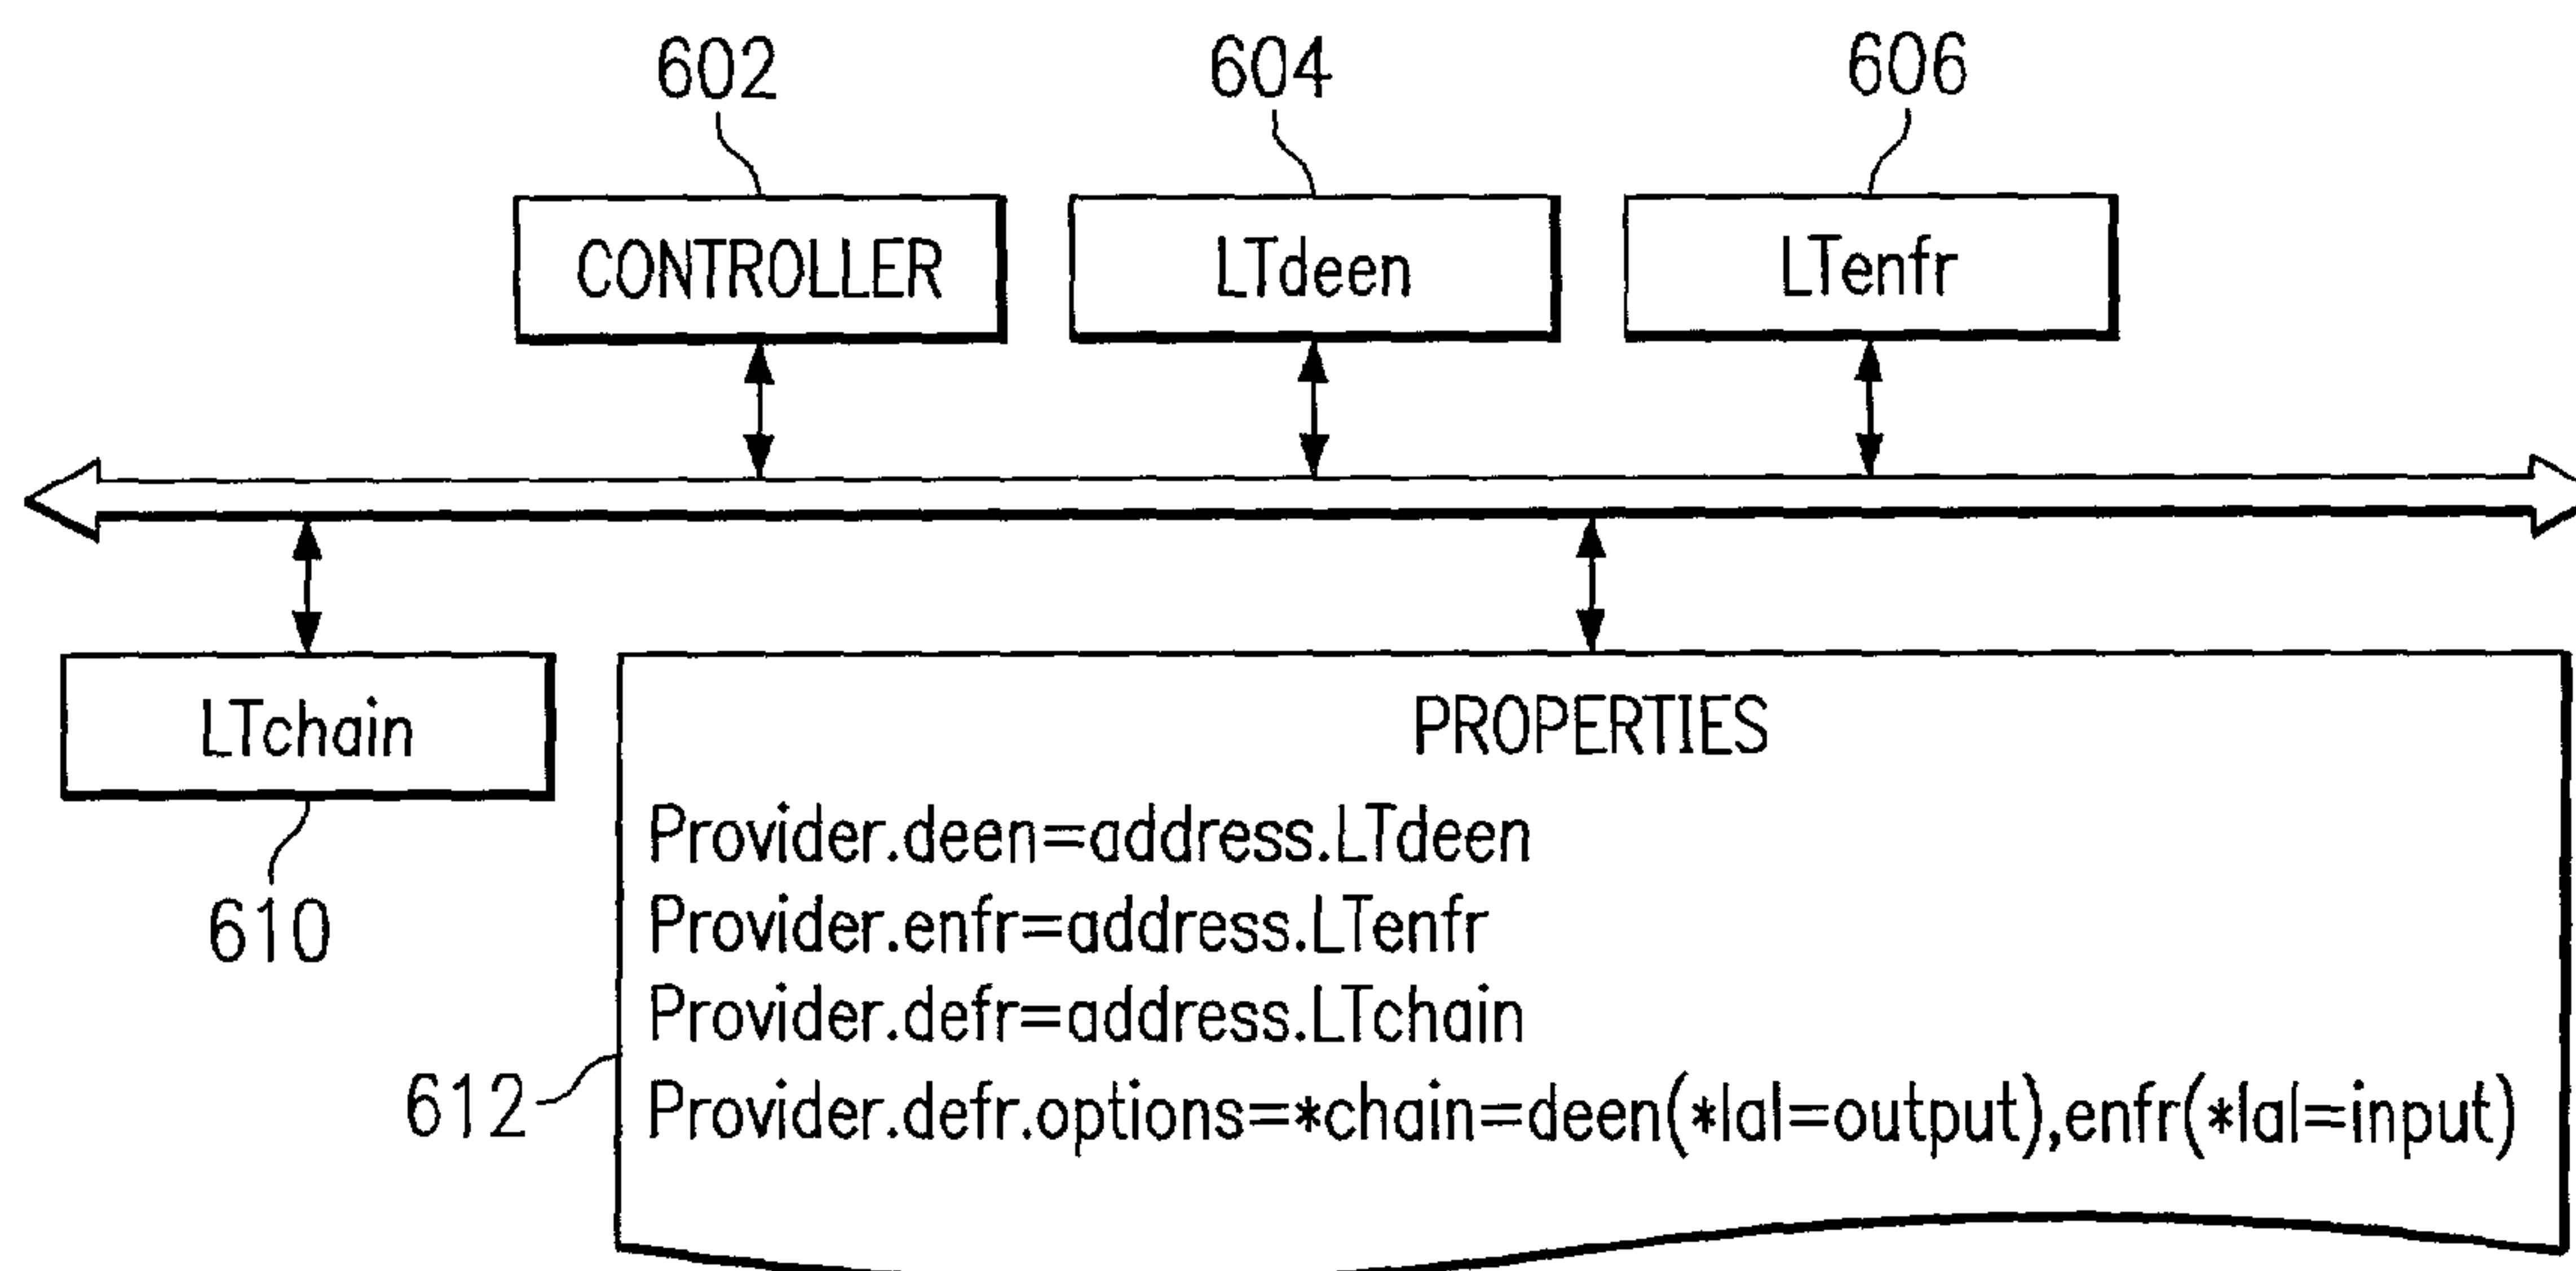 602
604
606
CONTROLLER
LTdeen
LTenfr
LTchain
610
PROPERTIES
Provider.deen=address.LTdeen
Provider.enfr=address.LTenfr
Provider.defr=address.LTchain
612
Provider.defr.options=*chain=deen(*lal=output),enfr(*lal=input)